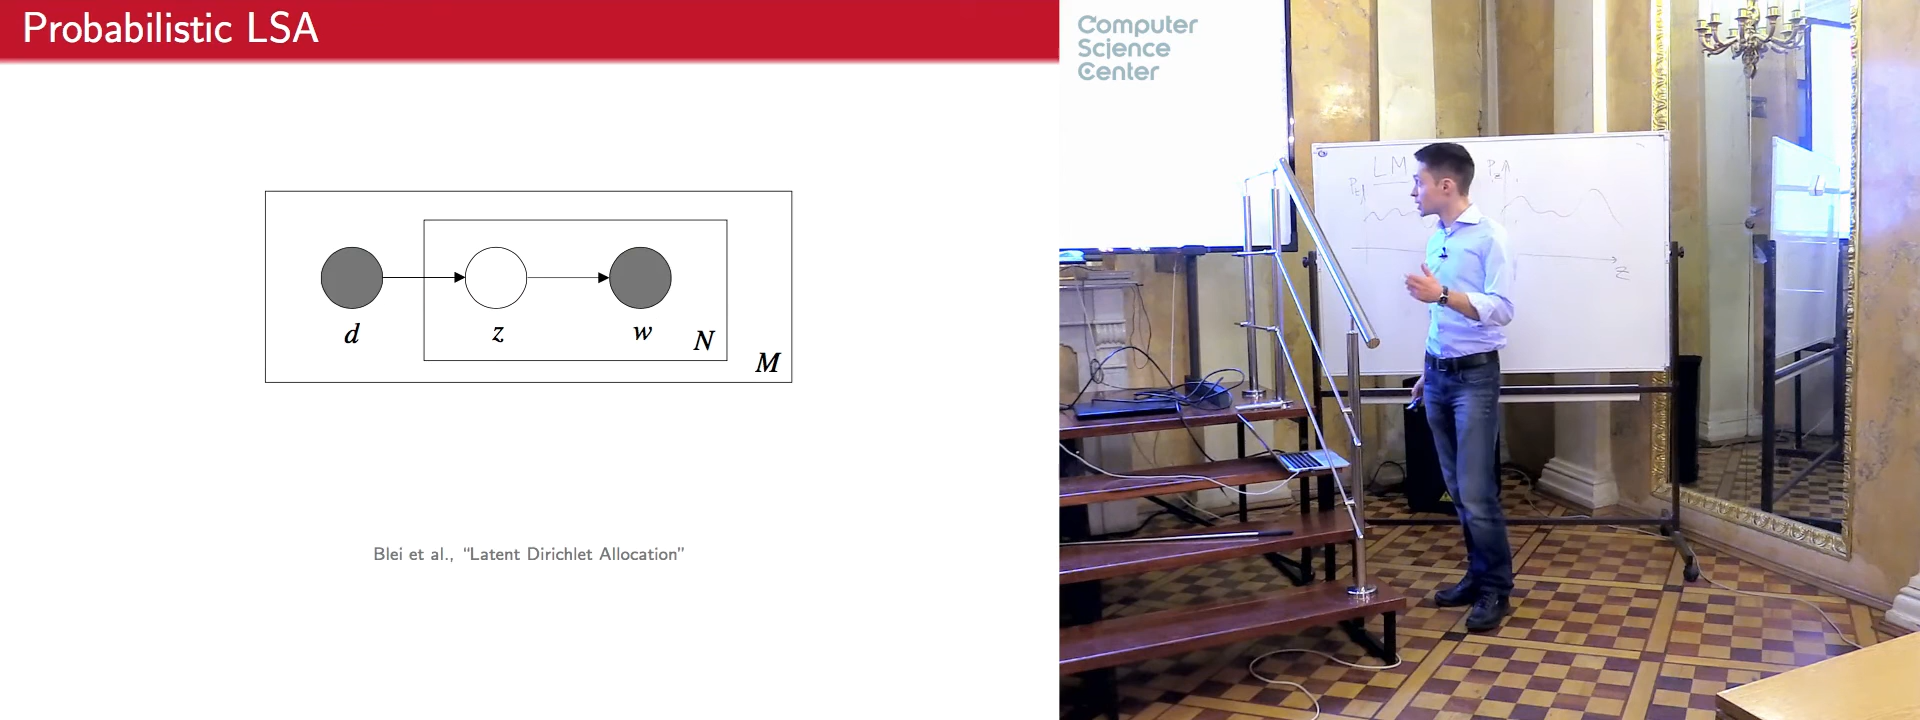 Probabilistic LSA
d
z
w
N
M
Blei et al., “Latent Dirichlet Allocation”
Computer
Science
Center
LM